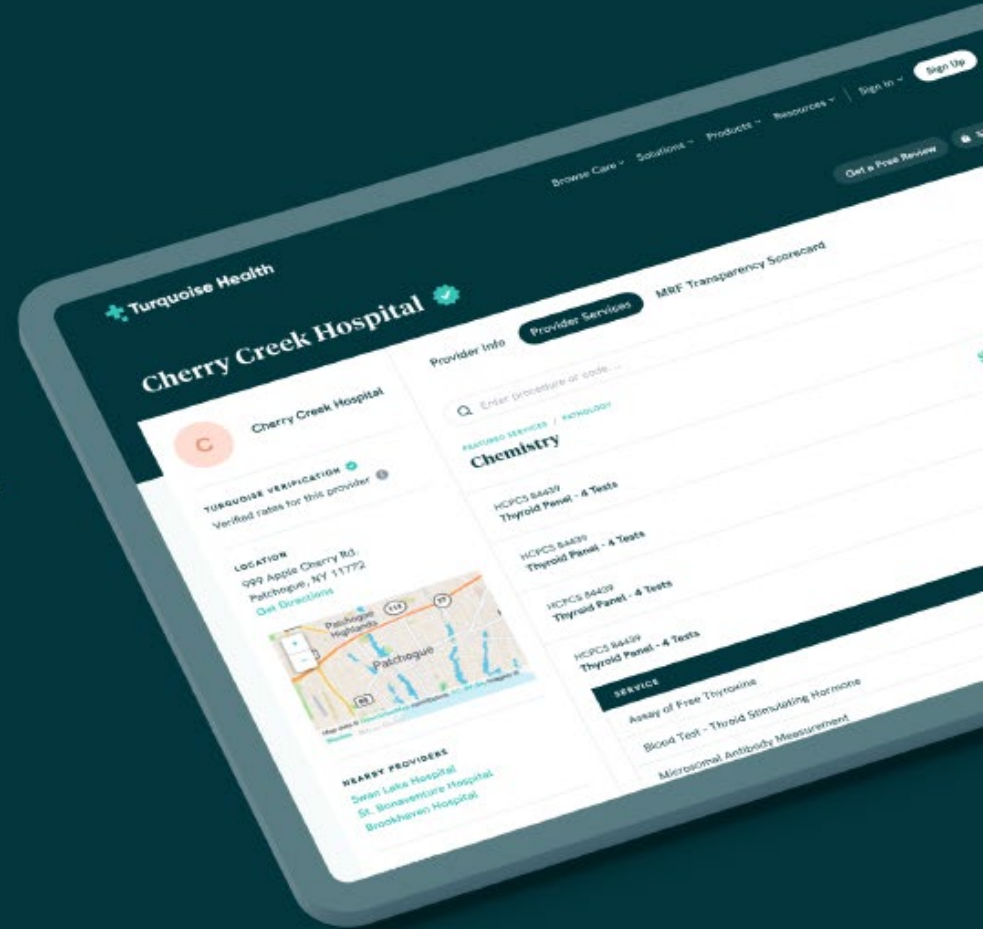 Browse Care
Solutions
Products
Resources
Sign In
Sign Up
Get a Free Review
Turquoise Health
Cherry Creek Hospital
Provider Info
Provider Services
MRF Transparency Scorecard
C
Cherry Creek Hospital
TURQUOISE VERIFICATION
Verified rates for this provider
LOCATION
999 Apple Cherry Rd.
Patchogue, NY 11772
Get Directions
Patchogue
Highlands
Patchogue
NEARBY PROVIDERS
Swan Lake Hospital
St. Bonaventure Hospital
Brookhaven Hospital
Enter procedure or code ...
FEATURED SERVICES / PATHOLOGY
Chemistry
HCPCS 84439
Thyroid Panel - 4 Tests
HCPCS 84439
Thyroid Panel - 4 Tests
HCPCS 84439
Thyroid Panel - 4 Tests
HCPCS 84439
Thyroid Panel - 4 Tests
SERVICE
Assay of Free Thyroxine
Blood Test - Throid Stimulating Hormone
Microsomal Antibody Measurement